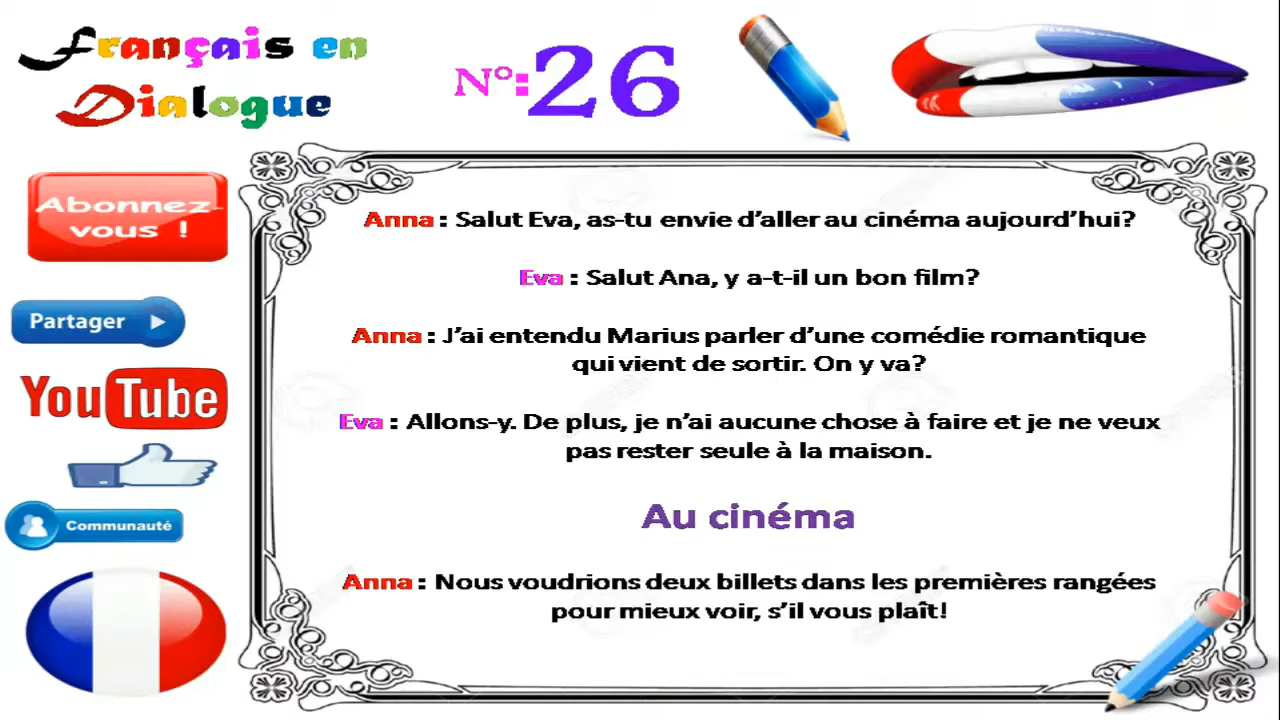 Français en
Dialogue
N°:26
Abonnez-
vous !
Partager
YouTube
Communauté
Anna : Salut Eva, as-tu envie d’aller au cinéma aujourd’hui?
Eva : Salut Ana, y a-t-il un bon film?
Anna : J’ai entendu Marius parler d’une comédie romantique
qui vient de sortir. On y va?
Eva : Allons-y. De plus, je n’ai aucune chose à faire et je ne veux
pas rester seule à la maison.
Au cinéma
Anna : Nous voudrions deux billets dans les premières rangées
pour mieux voir, s’il vous plaît!